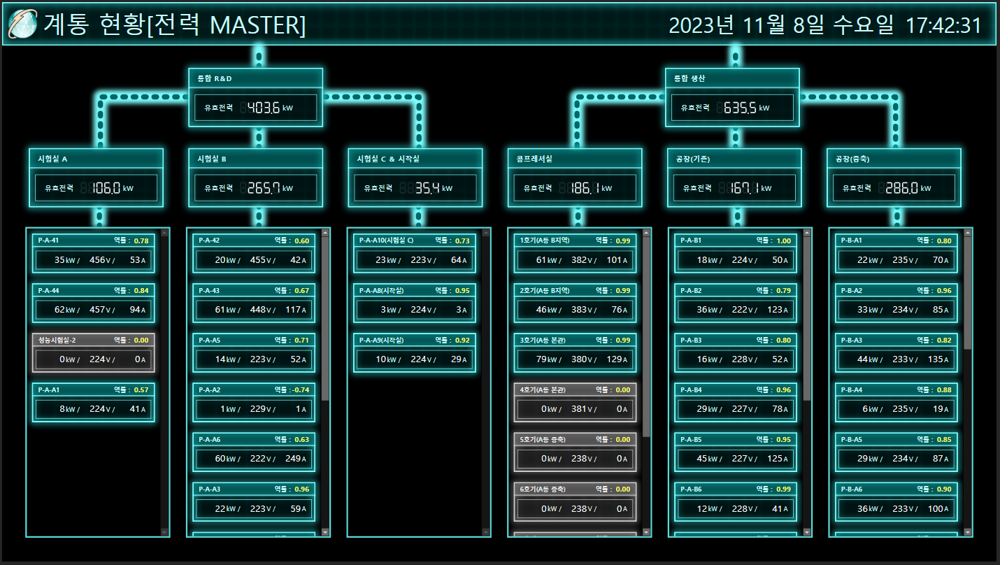 계통 현황[전력 MASTER]
2023년 11월 8일 수요일 17:42:31
통합 R&D
유효전력 403.6 kW
통합 생산
유효전력 635.5 kW
시험실 A
유효전력 106.0 kW
시험실 B
유효전력 265.7 kW
시험실 C & 시작실
유효전력 35.4 kW
콤프레셔실
유효전력 186.1 kW
공장(기존)
유효전력 167.1 kW
공장(증축)
유효전력 286.0 kW
P-A-41 역률 : 0.78
35kW / 456V / 53A
P-A-44 역률 : 0.84
62kW / 457V / 94A
성능시험실-2 역률 : 0.00
0kW / 224V / 0A
P-A-A1 역률 : 0.57
8kW / 224V / 41A
P-A-42 역률 : 0.60
20kW / 455V / 42A
P-A-43 역률 : 0.67
61kW / 448V / 117A
P-A-A5 역률 : 0.71
14kW / 223V / 52A
P-A-A2 역률 : -0.74
1kW / 229V / 1A
P-A-A6 역률 : 0.63
60kW / 222V / 249A
P-A-A3 역률 : 0.96
22kW / 223V / 59A
P-A-A10(시험실 C) 역률 : 0.73
23kW / 223V / 64A
P-A-A8(시작실) 역률 : 0.95
3kW / 224V / 3A
P-A-A9(시작실) 역률 : 0.92
10kW / 224V / 29A
1호기(A동 B지역) 역률 : 0.99
61kW / 382V / 101A
2호기(A동 B지역) 역률 : 0.99
46kW / 383V / 76A
3호기(A동 본관) 역률 : 0.99
79kW / 380V / 129A
4호기(A동 본관) 역률 : 0.00
0kW / 381V / 0A
5호기(A동 증축) 역률 : 0.00
0kW / 238V / 0A
6호기(A동 증축) 역률 : 0.00
0kW / 238V / 0A
P-A-B1 역률 : 1.00
18kW / 224V / 50A
P-A-B2 역률 : 0.79
36kW / 222V / 123A
P-A-B3 역률 : 0.80
16kW / 228V / 52A
P-A-B4 역률 : 0.96
29kW / 227V / 78A
P-A-B5 역률 : 0.95
45kW / 227V / 125A
P-A-B6 역률 : 0.99
12kW / 228V / 41A
P-B-A1 역률 : 0.80
22kW / 235V / 70A
P-B-A2 역률 : 0.96
33kW / 234V / 85A
P-B-A3 역률 : 0.82
44kW / 233V / 135A
P-B-A4 역률 : 0.88
6kW / 235V / 19A
P-B-A5 역률 : 0.85
29kW / 234V / 87A
P-B-A6 역률 : 0.90
36kW / 233V / 100A